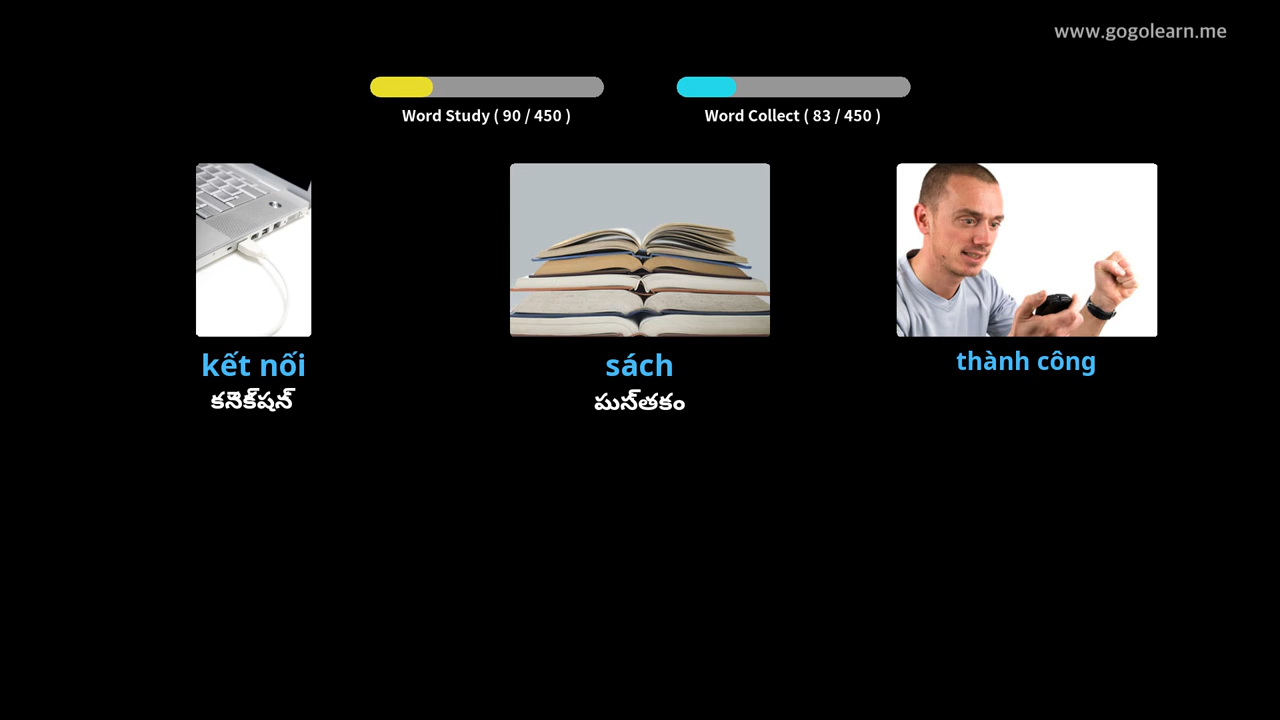 www.gogolearn.me
Word Study ( 90 / 450 )
Word Collect ( 83 / 450 )
kết nối
కనెక్షన్
sách
పుస్తకం
thành công